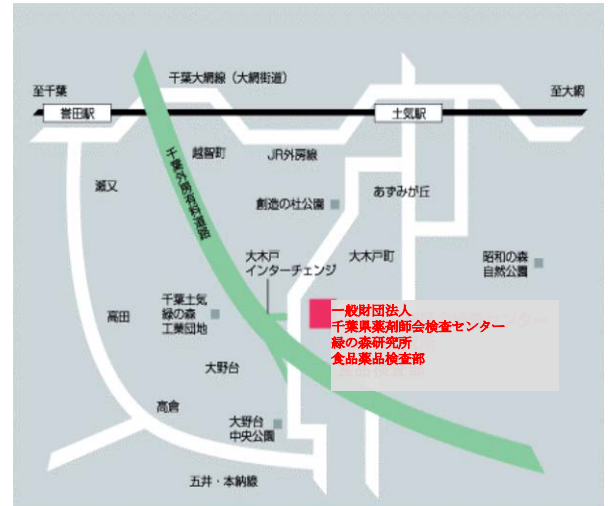 千葉大網線（大網街道）
至千葉
至大網
誉田駅
土気駅
越智町
JR外房線
千葉外房有料道路
瀬又
あずみが丘
創造の杜公園
大木戸
インターチェンジ
大木戸町
昭和の森
自然公園
千葉土気
緑の森
工業団地
高田
一般財団法人
千葉県薬剤師会検査センター
緑の森研究所
食品薬品検査部
大野台
高倉
大野台
中央公園
五井・本納線